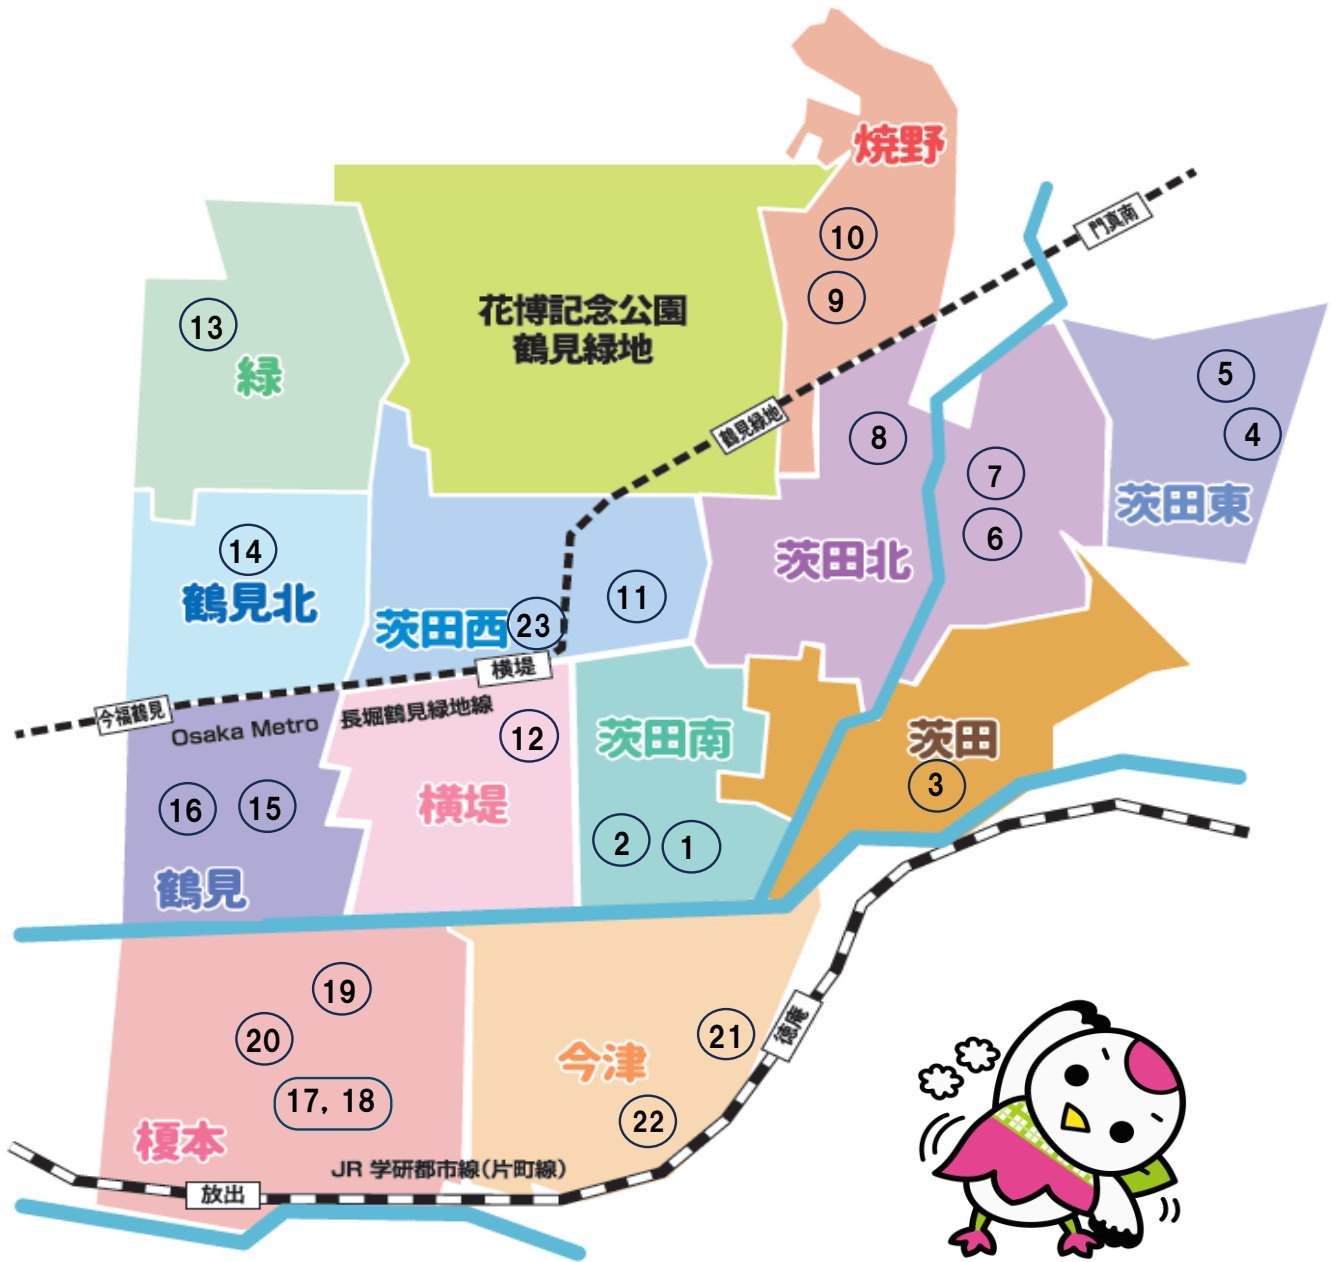 焼野
門真南
10
9
13
緑
花博記念公園
鶴見緑地
鶴見緑地
5
4
茨田東
8
7
6
茨田北
14
鶴見北
11
茨田西
23
横堤
今福鶴見
Osaka Metro 長堀鶴見緑地線
12
茨田南
茨田
3
16
15
横堤
2
1
鶴見
19
20
17, 18
榎本
21
今津
22
徳庵
JR 学研都市線(片町線)
放出